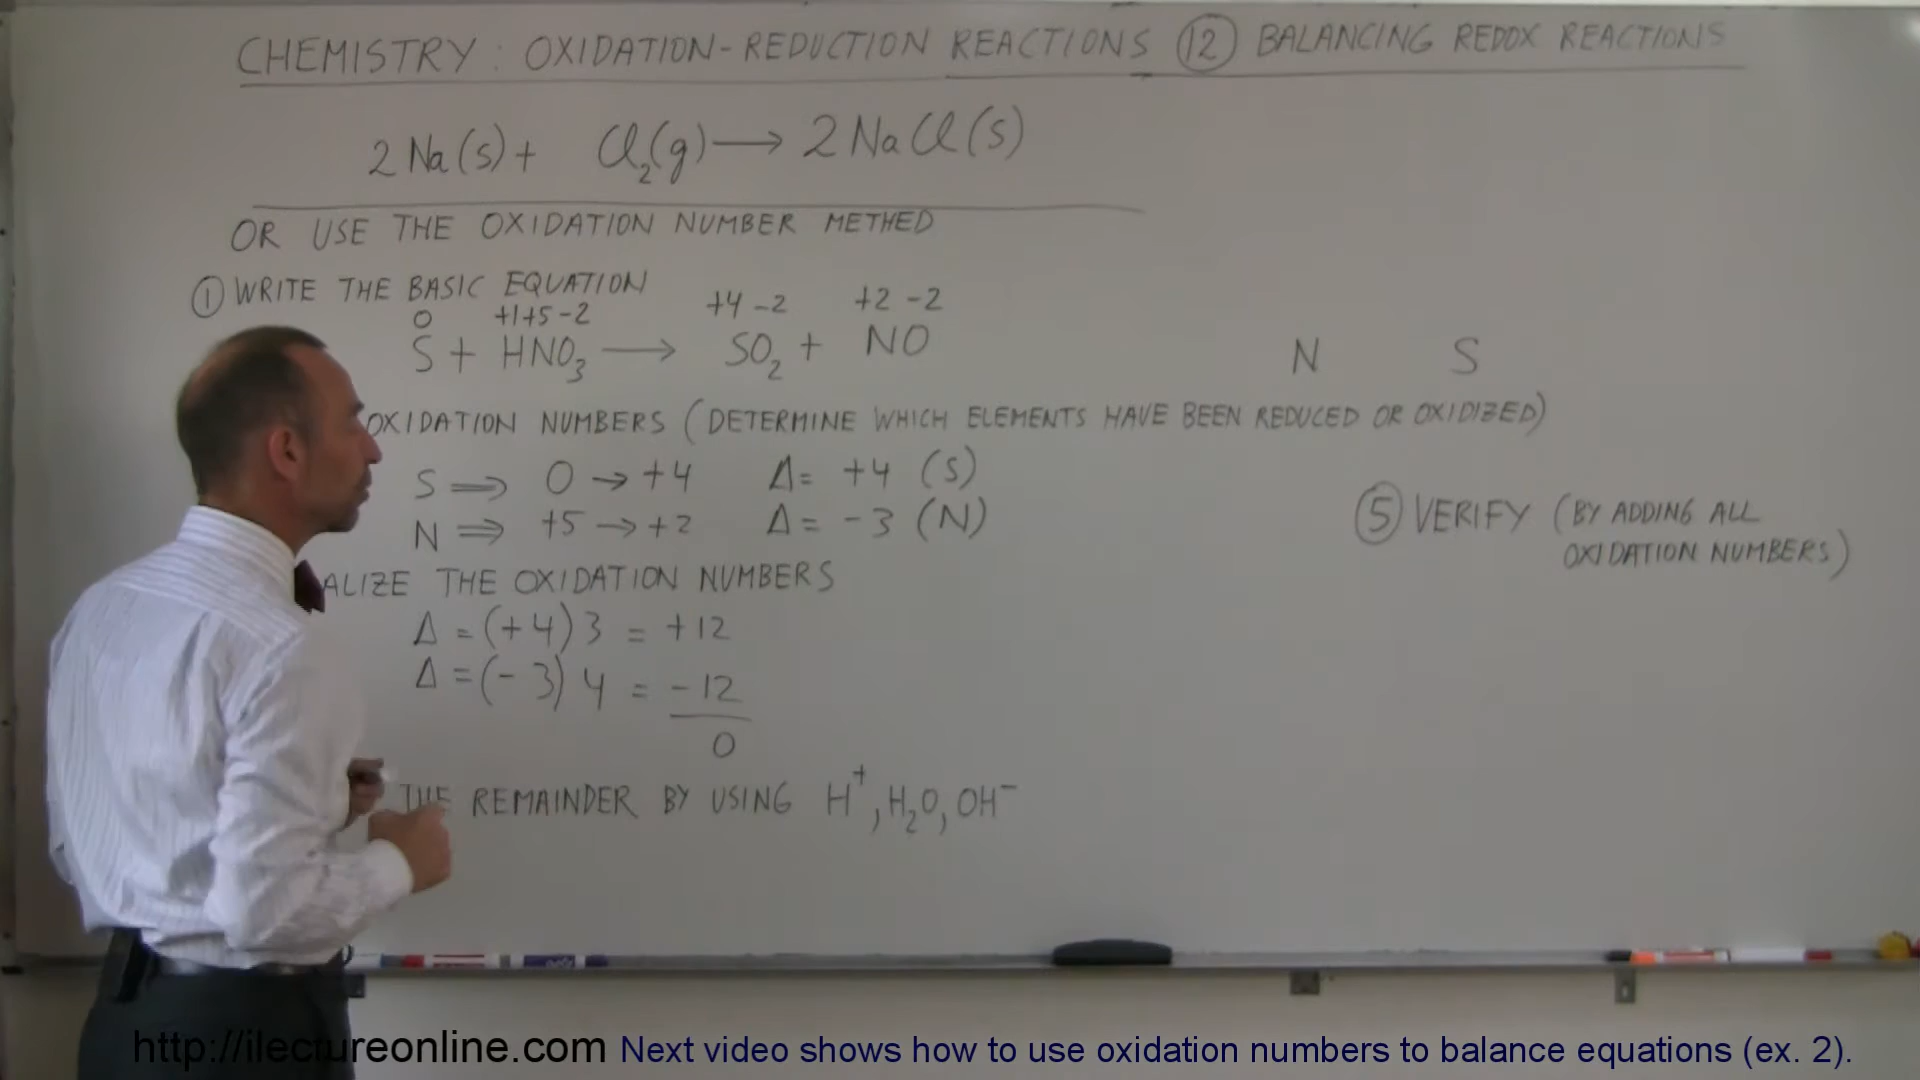 CHEMISTRY: OXIDATION-REDUCTION REACTIONS (12) BALANCING REDOX REACTIONS
2Na(s) + Cl₂(g) → 2NaCl(s)
OR USE THE OXIDATION NUMBER METHED
① WRITE THE BASIC EQUATION
0 +1+5-2 +4-2 +2-2
S + HNO₃ → SO₂ + NO
N S
OXIDATION NUMBERS (DETERMINE WHICH ELEMENTS HAVE BEEN REDUCED OR OXIDIZED)
S ⇒ 0 → +4 Δ= +4 (S)
N ⇒ +5 → +2 Δ= -3 (N)
⑤ VERIFY (BY ADDING ALL
OXIDATION NUMBERS)
ALIZE THE OXIDATION NUMBERS
Δ = (+4) 3 = +12
Δ = (-3) 4 = -12
0
THE REMAINDER BY USING H⁺, H₂O, OH⁻
http://ilectureonline.com Next video shows how to use oxidation numbers to balance equations (ex. 2).